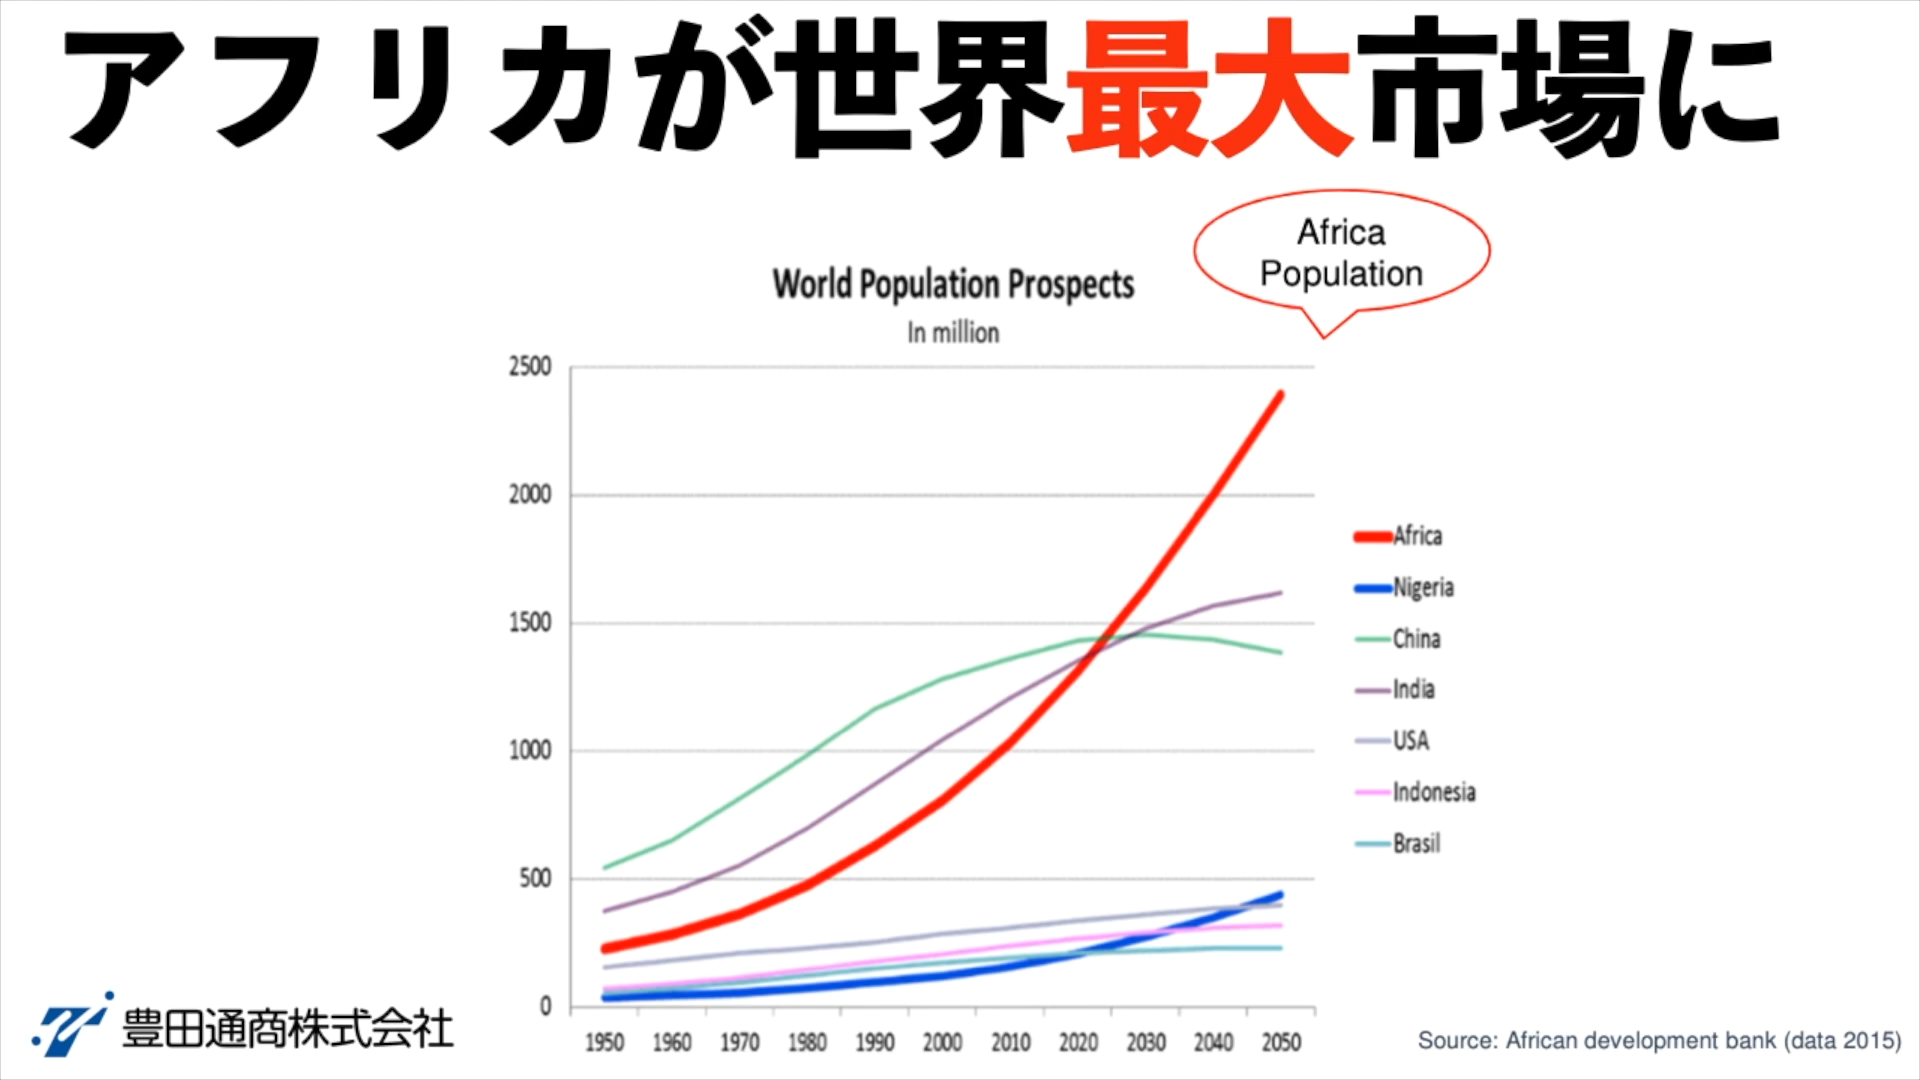 アフリカが世界最大市場に
Africa
Population
World Population Prospects
In million
2500
2000
1500
1000
500
0
1950 1960 1970 1980 1990 2000 2010 2020 2030 2040 2050
Africa
Nigeria
China
India
USA
Indonesia
Brasil
豊田通商株式会社
Source: African development bank (data 2015)